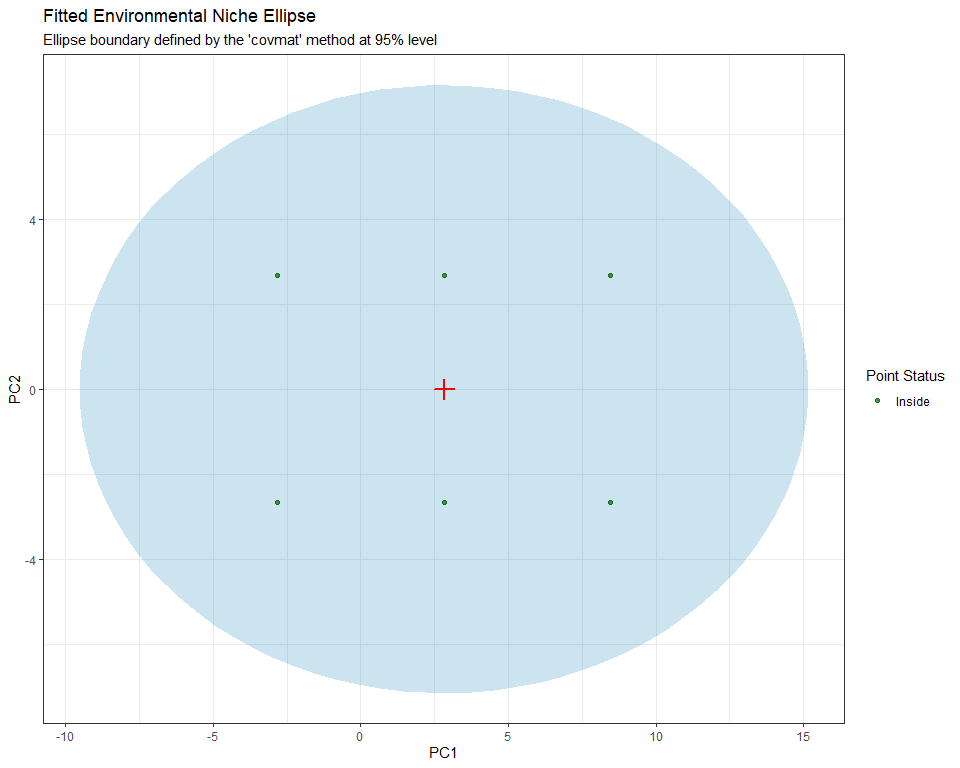 Fitted Environmental Niche Ellipse
Ellipse boundary defined by the 'covmat' method at 95% level
4
0
-4
PC2
-10
-5
0
5
10
15
PC1
Point Status
Inside